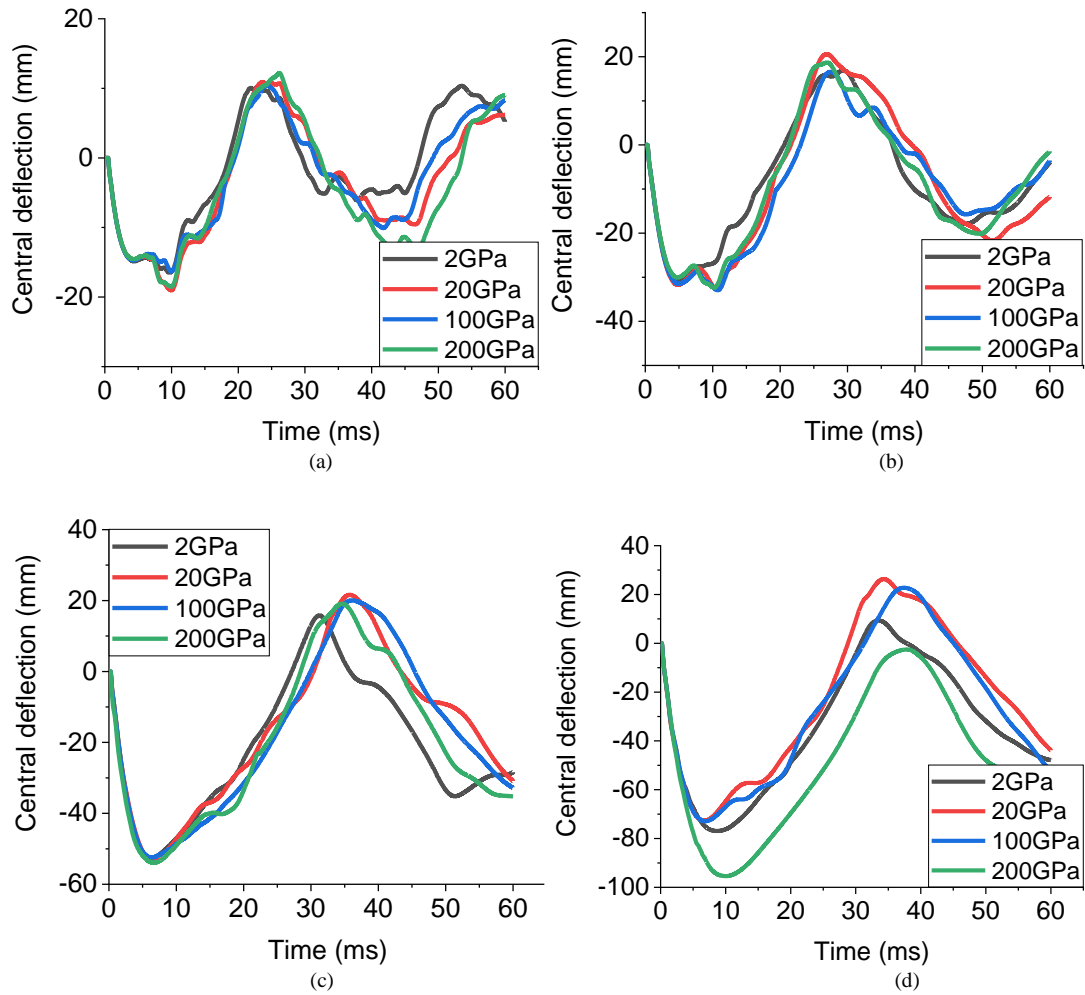 20
0
-20
Central deflection (mm)
0 10 20 30 40 50 60
Time (ms)
2GPa
20GPa
100GPa
200GPa
(a)
20
0
-20
-40
Central deflection (mm)
0 10 20 30 40 50 60
Time (ms)
2GPa
20GPa
100GPa
200GPa
(b)
40
20
0
-20
-40
-60
Central deflection (mm)
0 10 20 30 40 50 60
Time (ms)
2GPa
20GPa
100GPa
200GPa
(c)
40
20
0
-20
-40
-60
-80
-100
Central deflection (mm)
0 10 20 30 40 50 60
Time (ms)
2GPa
20GPa
100GPa
200GPa
(d)